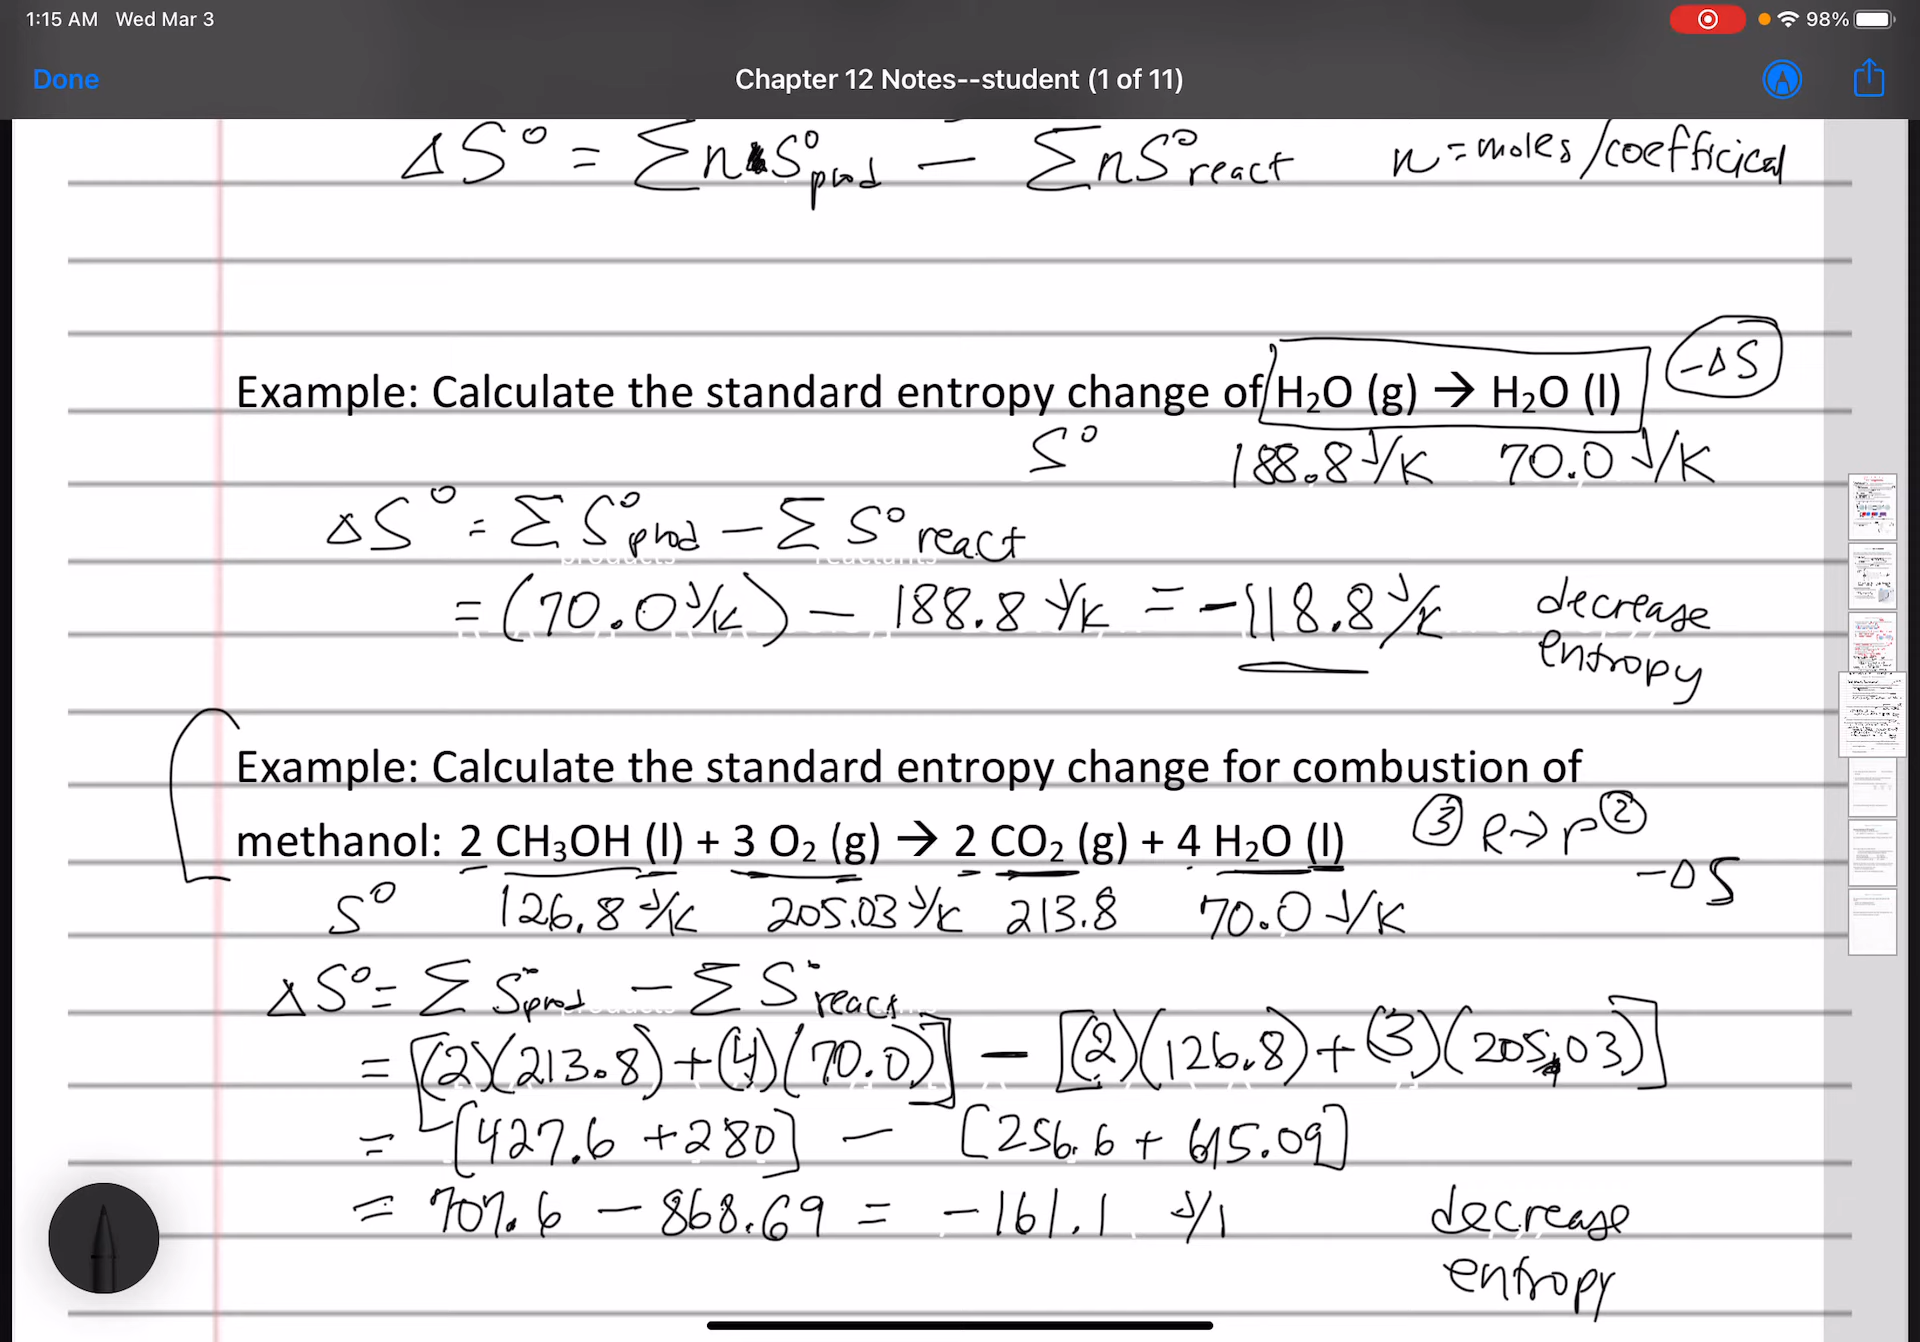 1:15 AM Wed Mar 3 98%
Done Chapter 12 Notes--student (1 of 11)
ΔS° = ΣnS°prod − ΣnS°react n = moles/coefficical
Example: Calculate the standard entropy change of H₂O (g) → H₂O (l) -ΔS
S° 188.8 J/K 70.0 J/K
ΔS° = Σ S°prod − Σ S°react
= (70.0 J/K) − 188.8 J/K = -118.8 J/K decrease
entropy
Example: Calculate the standard entropy change for combustion of
methanol: 2 CH₃OH (l) + 3 O₂ (g) → 2 CO₂ (g) + 4 H₂O (l) ③ R→P ② -ΔS
S° 126.8 J/K 205.03 J/K 213.8 70.0 J/K
ΔS° = Σ S°prod − Σ S°react
= [(2)(213.8) + (4)(70.0)] − [(2)(126.8) + (3)(205.03)]
= [427.6 + 280] − [256.6 + 615.09]
= 707.6 − 868.69 = -161.1 J/ decrease
entropy